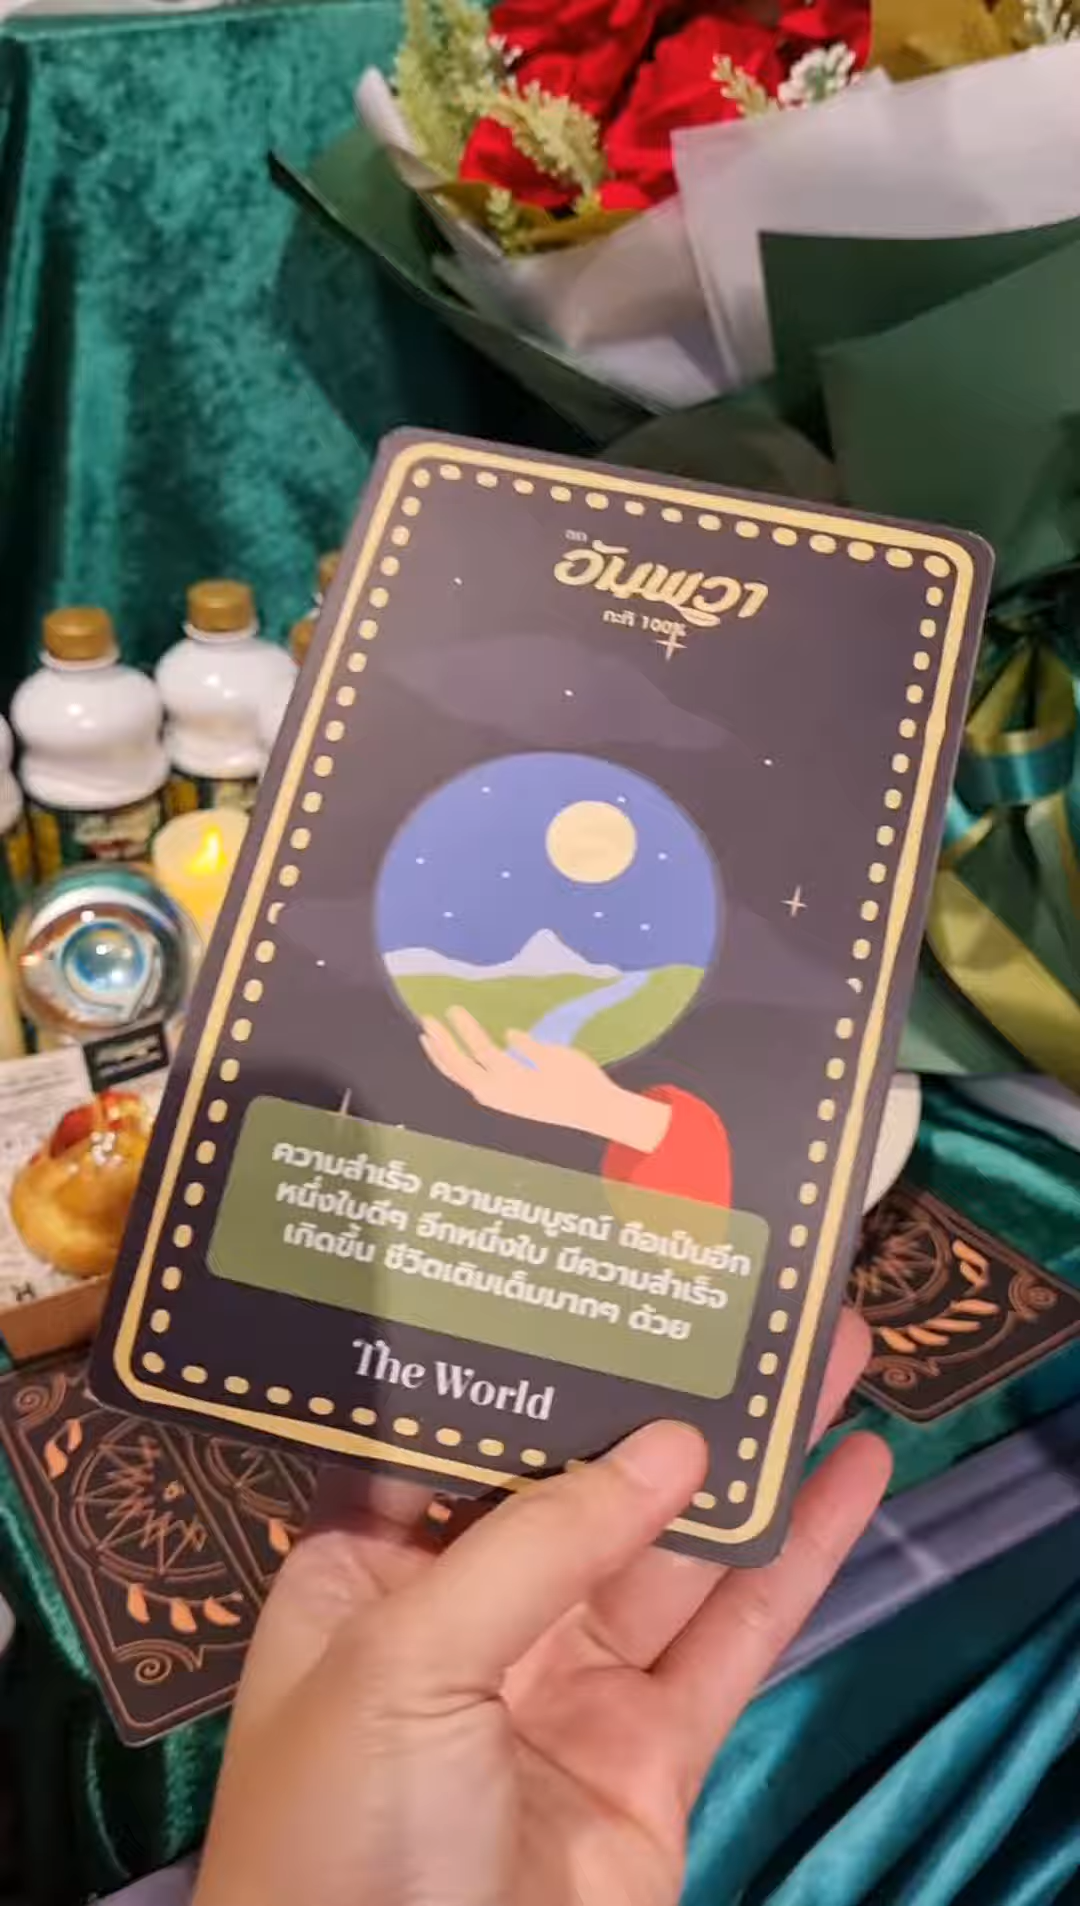 ตรา
อัมพวา
กะทิ 100%
ความสำเร็จ ความสมบูรณ์ ถือเป็นอีก
หนึ่งใบดีๆ อีกหนึ่งใบ มีความสำเร็จ
เกิดขึ้น ชีวิตเติมเต็มมากๆ ด้วย
The World